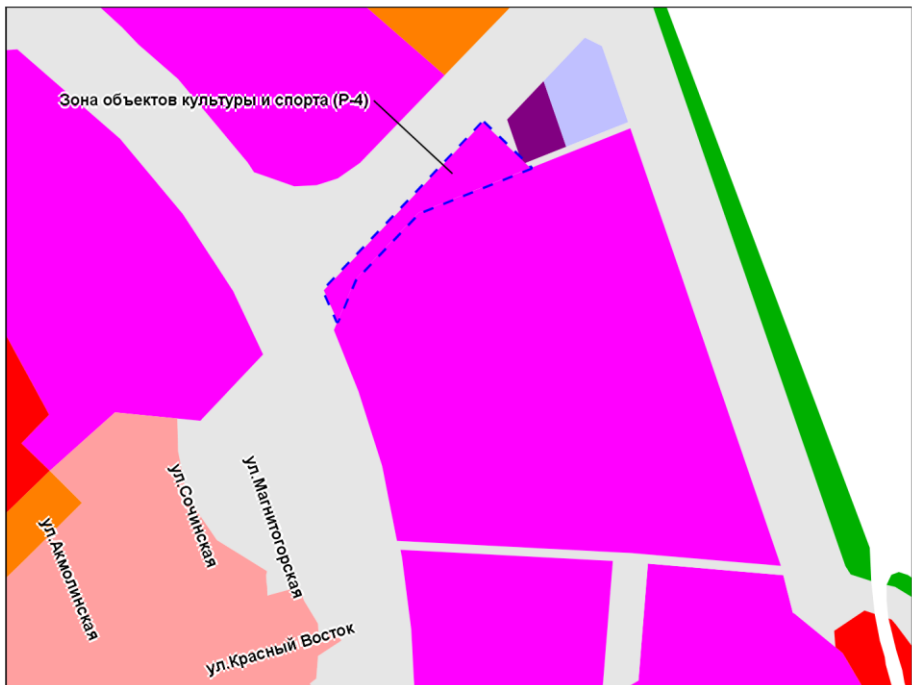 Зона объектов культуры и спорта (Р-4)
ул.Сочинская
ул.Магнитогорская
ул.Акмолинская
ул.Красный Восток